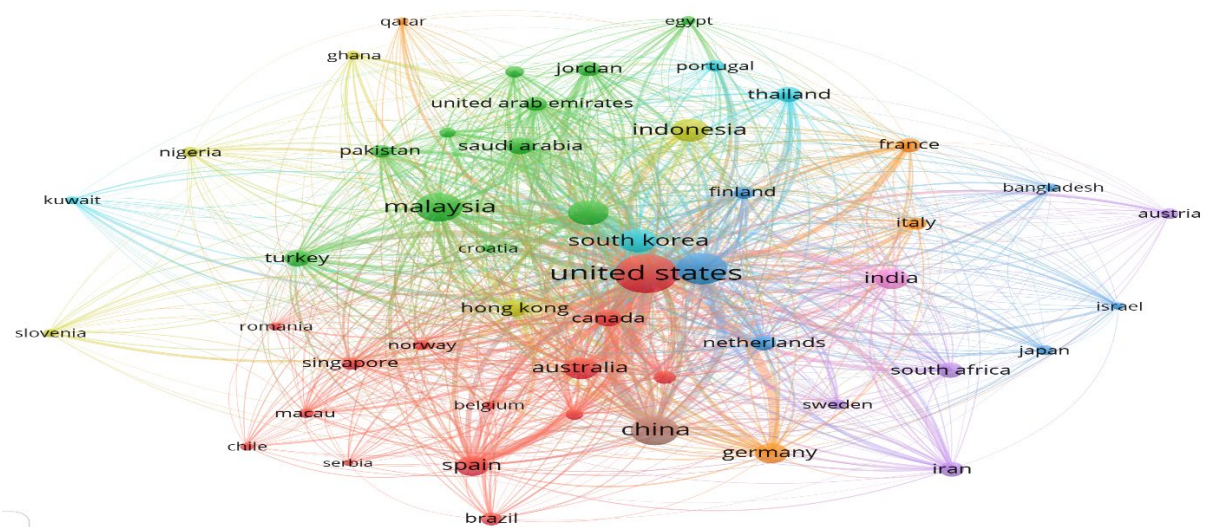 qatar
egypt
ghana
portugal
jordan
thailand
united arab emirates
indonesia
nigeria
pakistan
saudi arabia
france
kuwait
malaysia
finland
bangladesh
austria
south korea
italy
croatia
turkey
united states
india
hong kong
israel
canada
slovenia
romania
norway
netherlands
japan
singapore
australia
south africa
macau
belgium
sweden
china
chile
serbia
spain
germany
iran
brazil